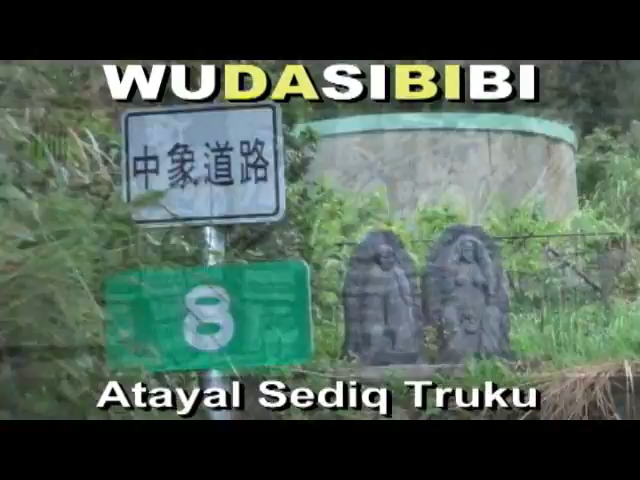 WUDASIBIBI
中象道路
8
Atayal Sediq Truku